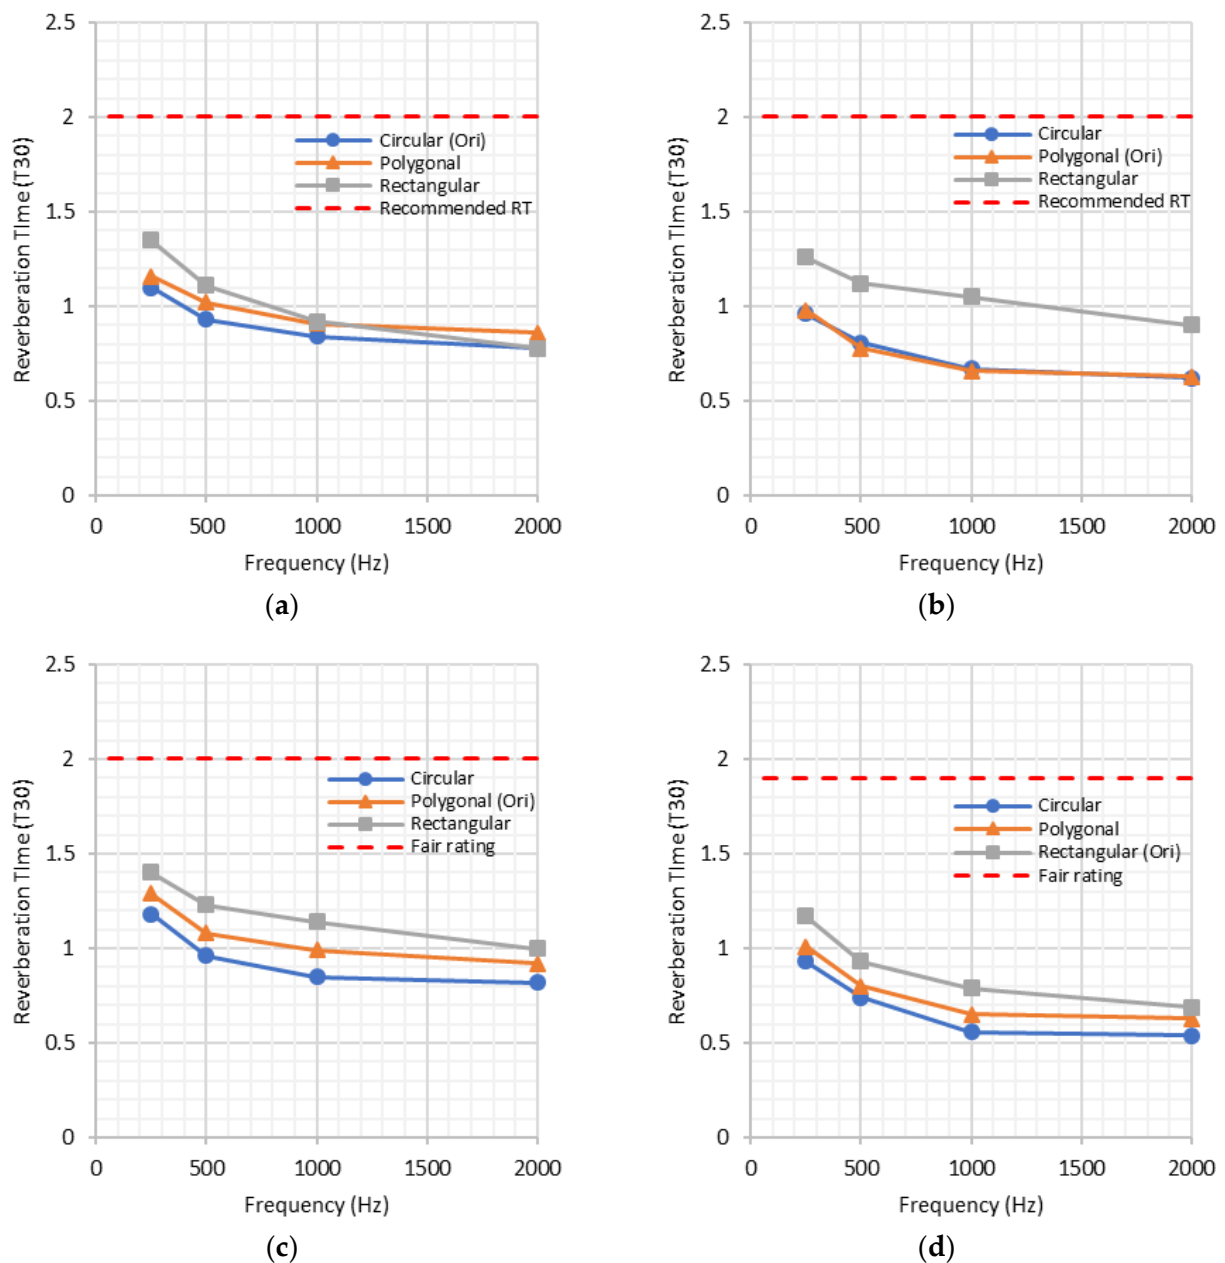 2.5
2
1.5
1
0.5
0
Reverberation TIme (T30)
Circular (Ori)
Polygonal
Rectangular
Recommended RT
0 500 1000 1500 2000
Frequency (Hz)
(a)
2.5
2
1.5
1
0.5
0
Reverberation TIme (T30)
Circular
Polygonal (Ori)
Rectangular
Recommended RT
0 500 1000 1500 2000
Frequency (Hz)
(b)
2.5
2
1.5
1
0.5
0
Reverberation TIme (T30)
Circular
Polygonal (Ori)
Rectangular
Fair rating
0 500 1000 1500 2000
Frequency (Hz)
(c)
2.5
2
1.5
1
0.5
0
Reverberation TIme (T30)
Circular
Polygonal
Rectangular (Ori)
Fair rating
0 500 1000 1500 2000
Frequency (Hz)
(d)